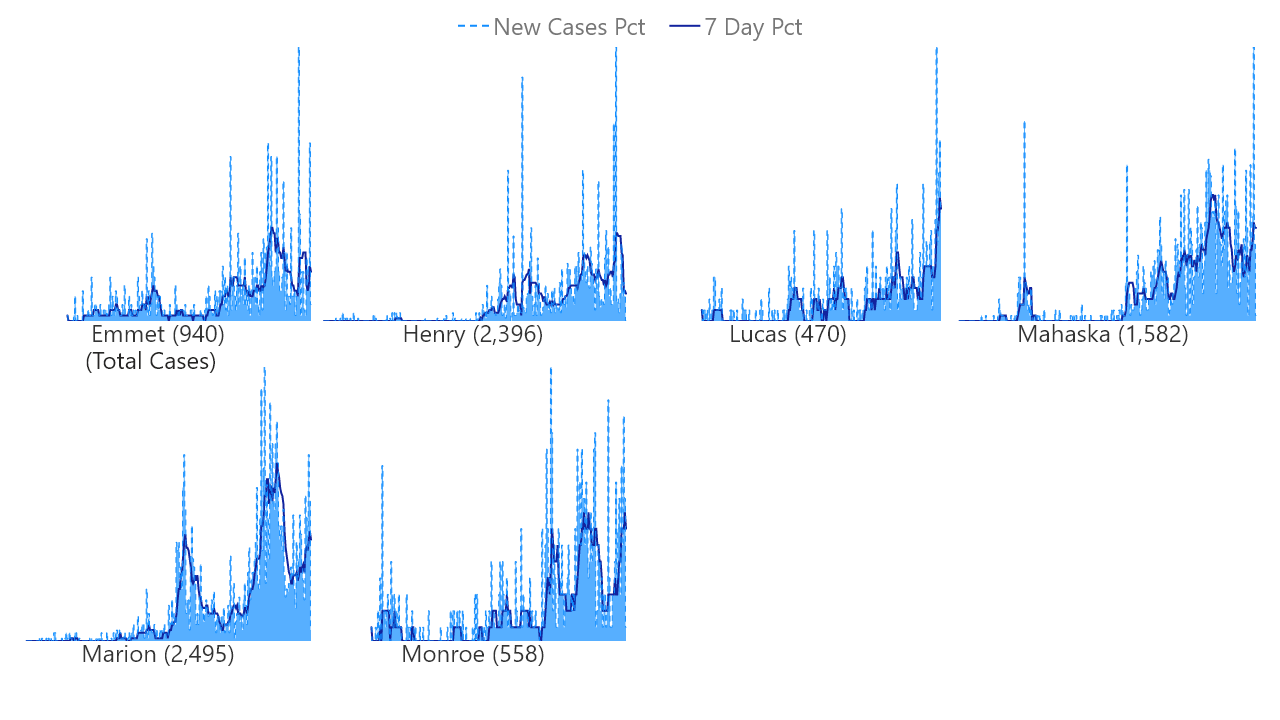 New Cases Pct 7 Day Pct
Emmet (940) Henry (2,396) Lucas (470) Mahaska (1,582)
(Total Cases)
Marion (2,495) Monroe (558)